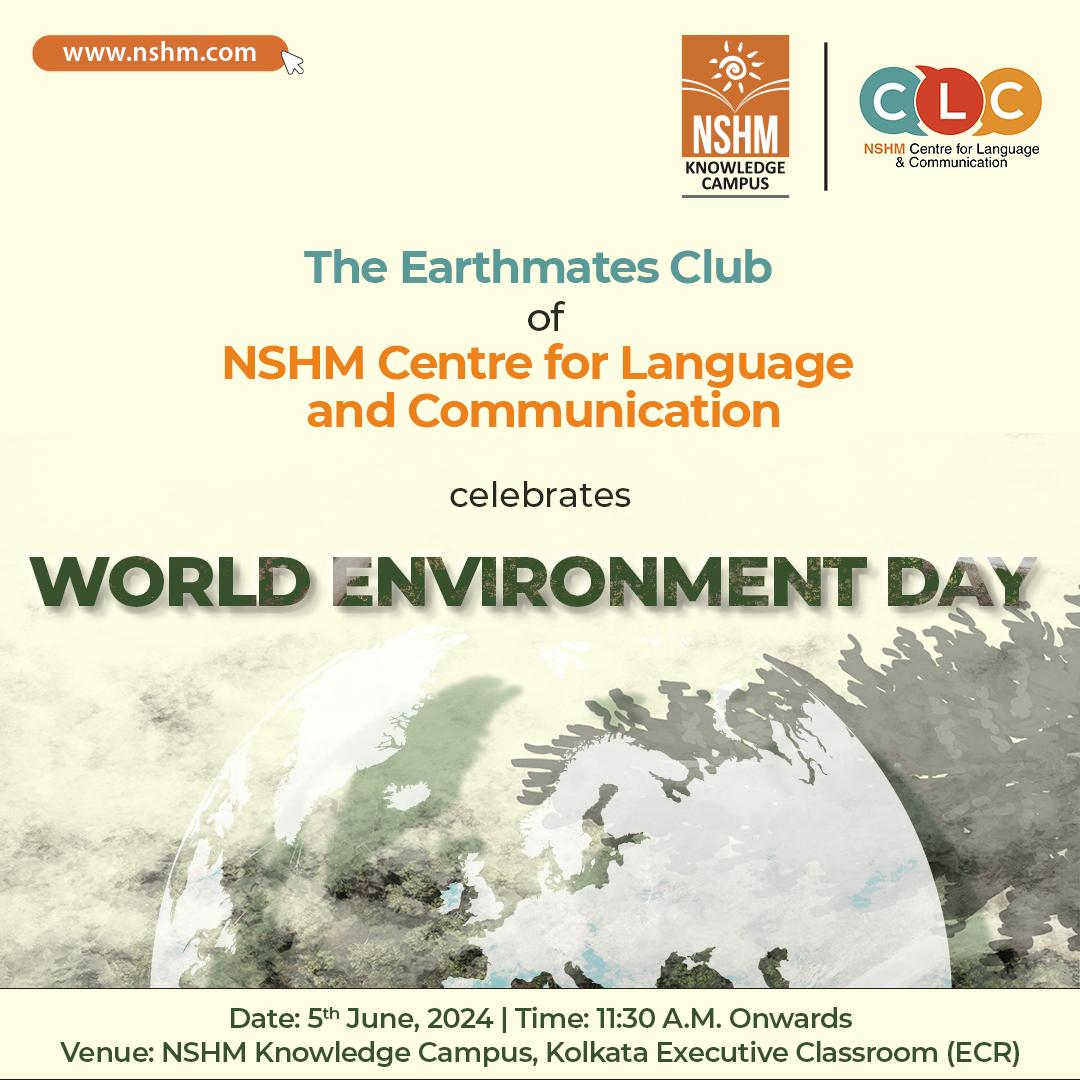 www.nshm.com
NSHM
KNOWLEDGE
CAMPUS
CLC
NSHM Centre for Language
& Communication
The Earthmates Club
of
NSHM Centre for Language
and Communication
celebrates
WORLD ENVIRONMENT DAY
Date: 5th June, 2024 | Time: 11:30 A.M. Onwards
Venue: NSHM Knowledge Campus, Kolkata Executive Classroom (ECR)